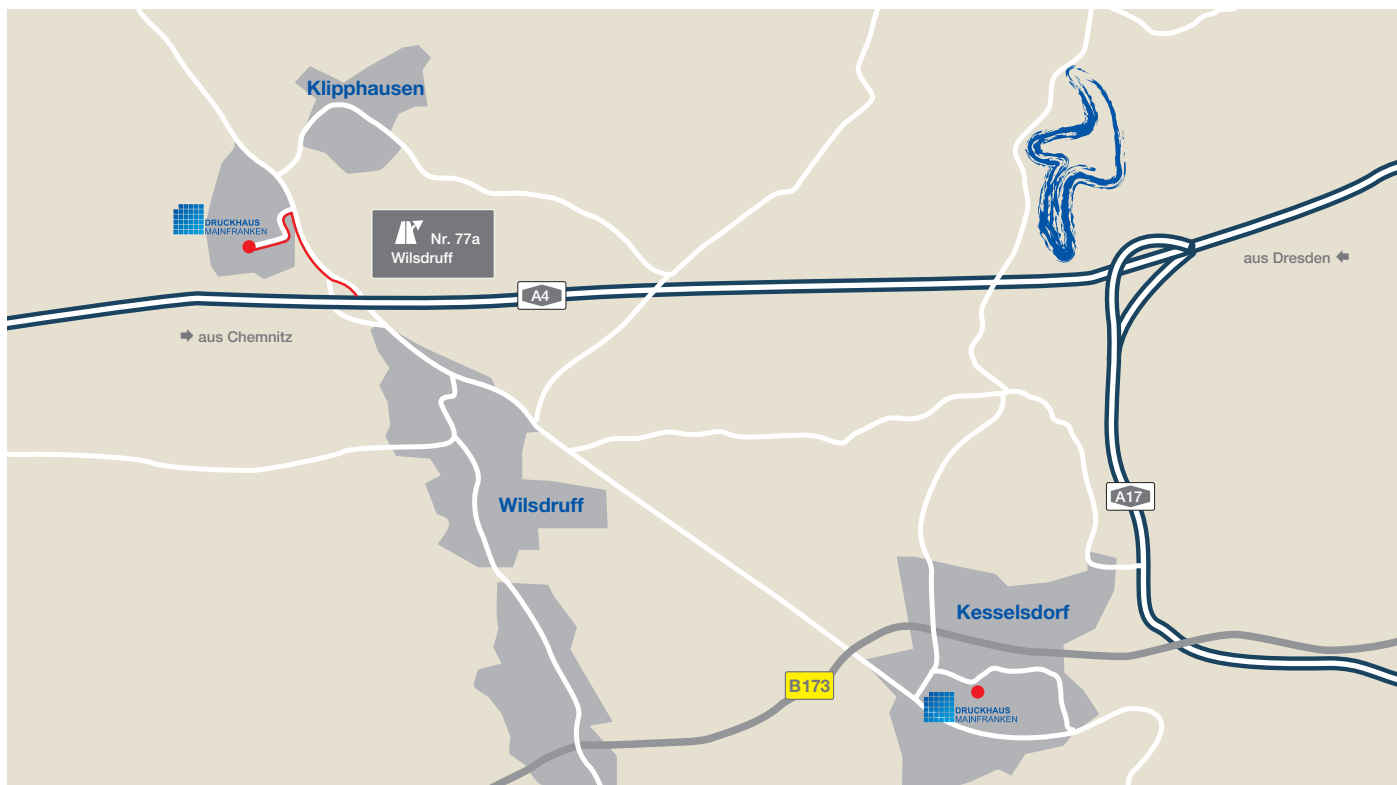 Klipphausen
DRUCKHAUS
MAINFRANKEN
Nr. 77a
Wilsdruff
aus Dresden
A4
aus Chemnitz
A17
Wilsdruff
Kesselsdorf
B173
DRUCKHAUS
MAINFRANKEN